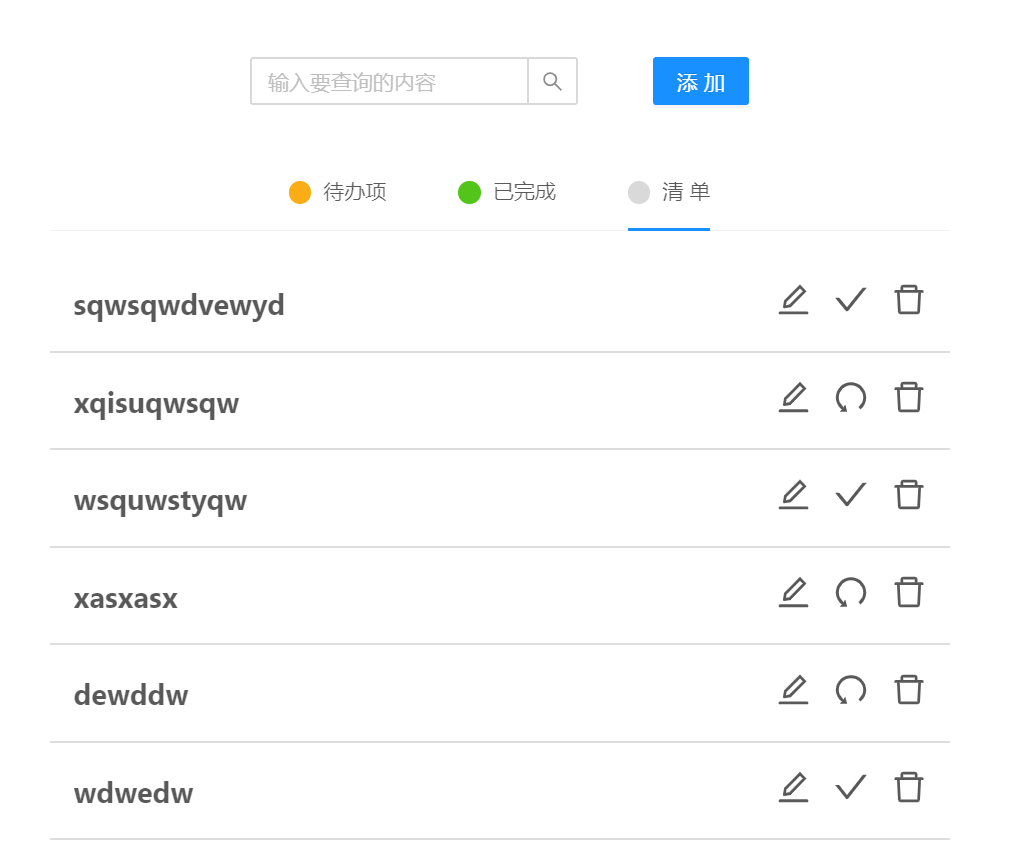 输入要查询的内容
添 加
待办项
已完成
清 单
sqwsqwdvewyd
xqisuqwsqw
wsquwstyqw
xasxasx
dewddw
wdwedw